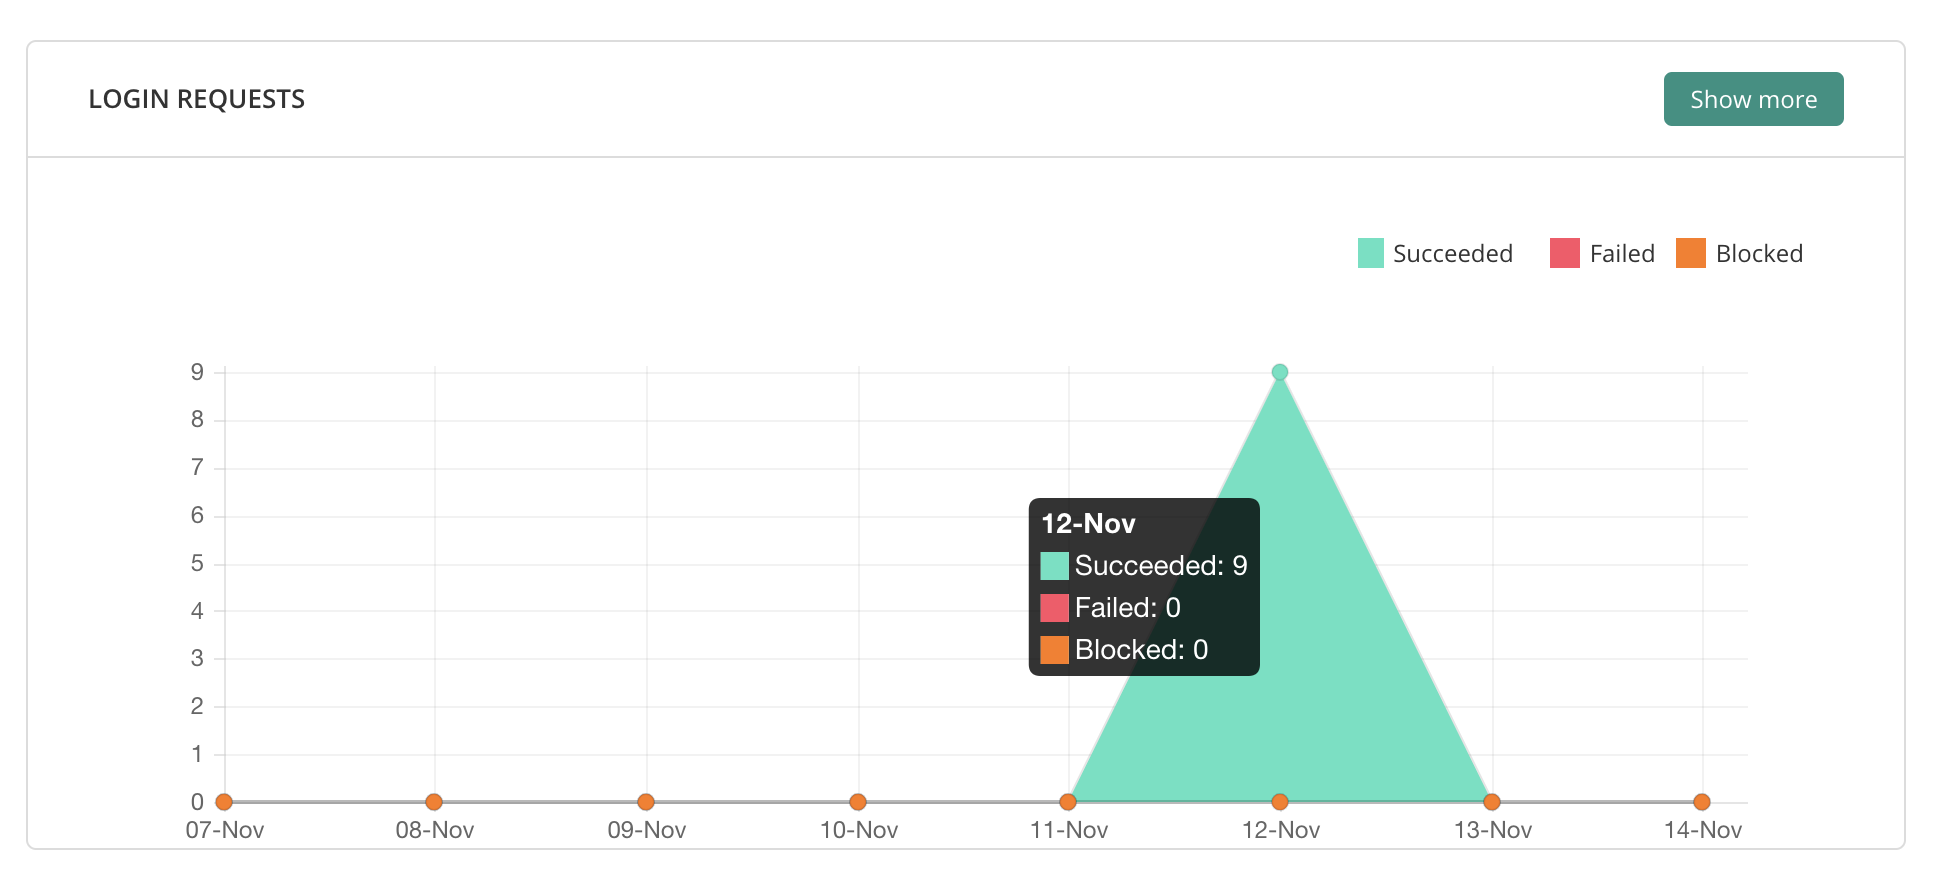 LOGIN REQUESTS
Show more
Succeeded Failed Blocked
9
8
7
6
5
4
3
2
1
0
12-Nov
Succeeded: 9
Failed: 0
Blocked: 0
07-Nov 08-Nov 09-Nov 10-Nov 11-Nov 12-Nov 13-Nov 14-Nov